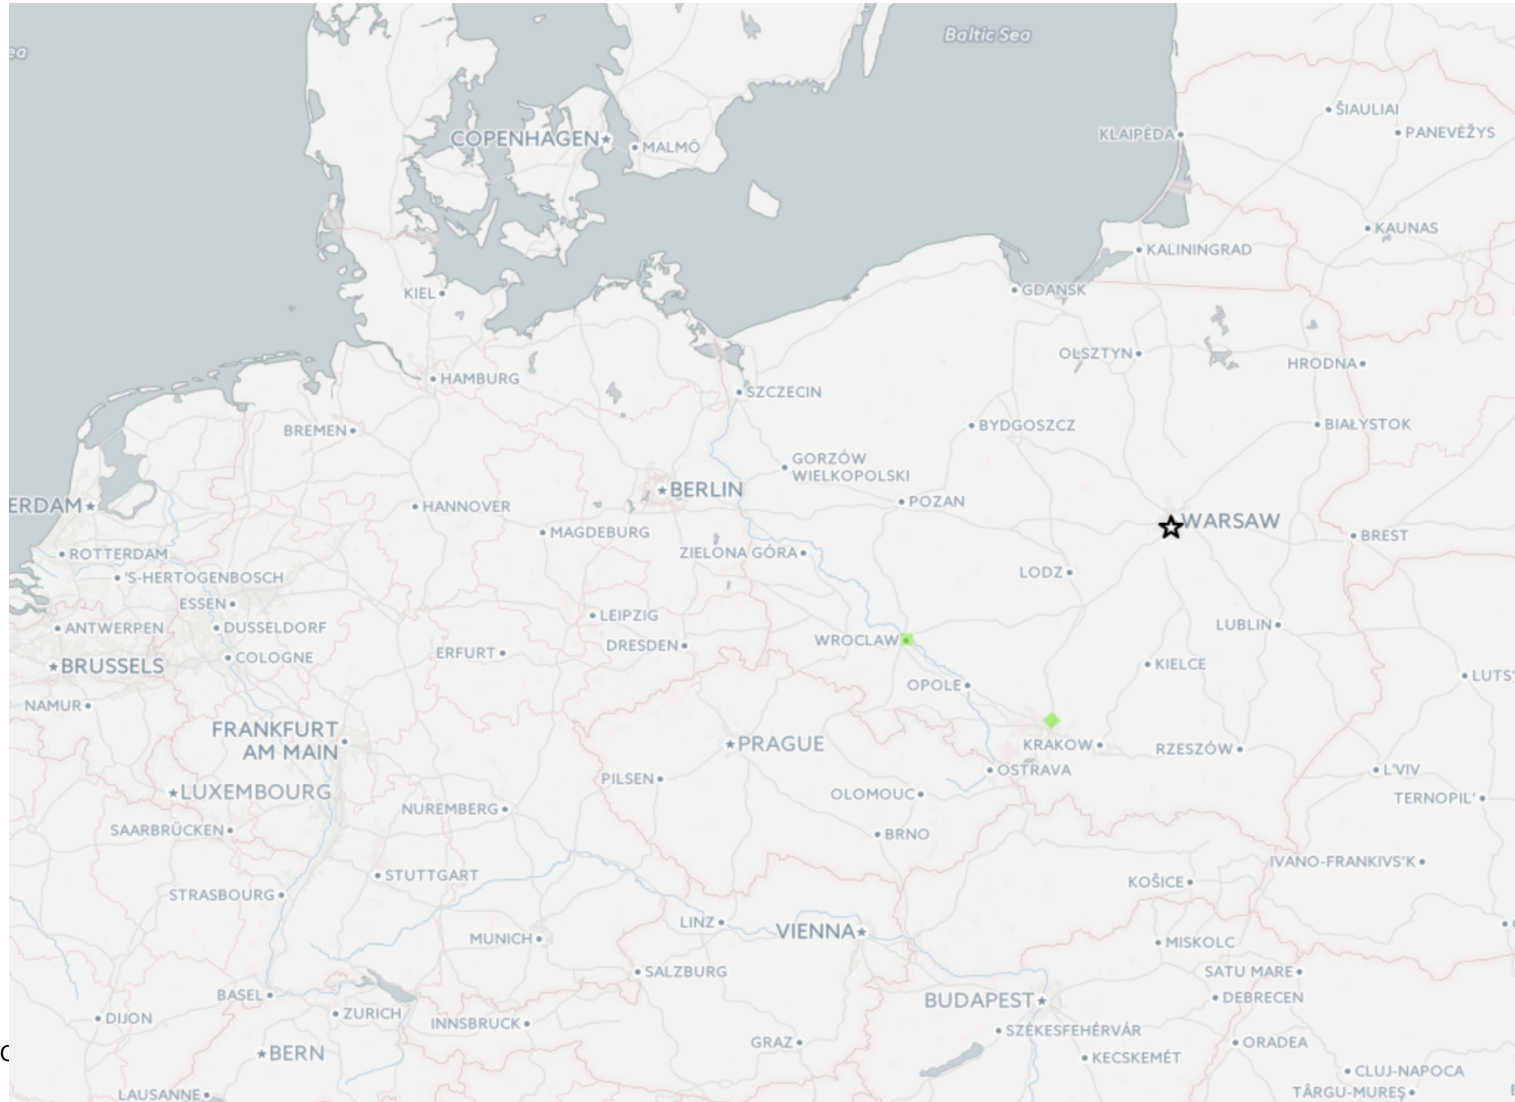 ea
Baltic Sea
ŠIAULIAI
PANEVĖŽYS
KLAIPĖDA
COPENHAGEN
MALMÖ
KAUNAS
KALININGRAD
KIEL
GDANSK
OLSZTYN
HRODNA
HAMBURG
SZCZECIN
BREMEN
BYDGOSZCZ
BIAŁYSTOK
GORZÓW
WIELKOPOLSKI
BERLIN
ERDAM
HANNOVER
POZAN
WARSAW
MAGDEBURG
BREST
ROTTERDAM
ZIELONA GÓRA
'S-HERTOGENBOSCH
LODZ
ESSEN
LEIPZIG
ANTWERPEN
DUSSELDORF
LUBLIN
WROCLAW
DRESDEN
ERFURT
COLOGNE
BRUSSELS
KIELCE
LUTS'
OPOLE
NAMUR
FRANKFURT
AM MAIN
PRAGUE
KRAKOW
RZESZÓW
OSTRAVA
L'VIV
PILSEN
LUXEMBOURG
OLOMOUC
TERNOPIL'
NUREMBERG
SAARBRÜCKEN
BRNO
IVANO-FRANKIVS'K
STUTTGART
KOŠICE
STRASBOURG
LINZ
VIENNA
MUNICH
MISKOLC
SALZBURG
SATU MARE
BASEL
BUDAPEST
DEBRECEN
ZURICH
DIJON
INNSBRUCK
SZÉKESFEHÉRVÁR
GRAZ
ORADEA
BERN
KECSKEMÉT
CLUJ-NAPOCA
LAUSANNE
TÂRGU-MUREŞ